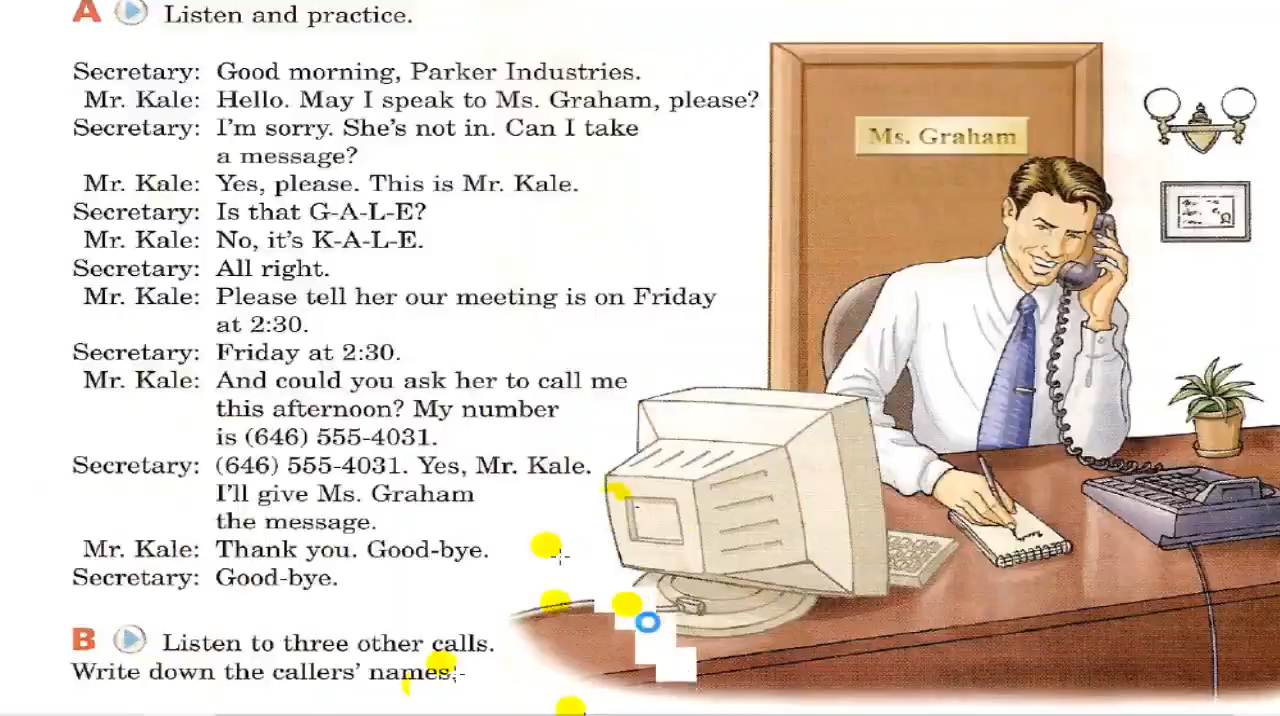 A Listen and practice.
Secretary: Good morning, Parker Industries.
Mr. Kale: Hello. May I speak to Ms. Graham, please?
Secretary: I'm sorry. She's not in. Can I take
a message?
Mr. Kale: Yes, please. This is Mr. Kale.
Secretary: Is that G-A-L-E?
Mr. Kale: No, it's K-A-L-E.
Secretary: All right.
Mr. Kale: Please tell her our meeting is on Friday
at 2:30.
Secretary: Friday at 2:30.
Mr. Kale: And could you ask her to call me
this afternoon? My number
is (646) 555-4031.
Secretary: (646) 555-4031. Yes, Mr. Kale.
I'll give Ms. Graham
the message.
Mr. Kale: Thank you. Good-bye.
Secretary: Good-bye.
B Listen to three other calls.
Write down the callers' names.
Ms. Graham